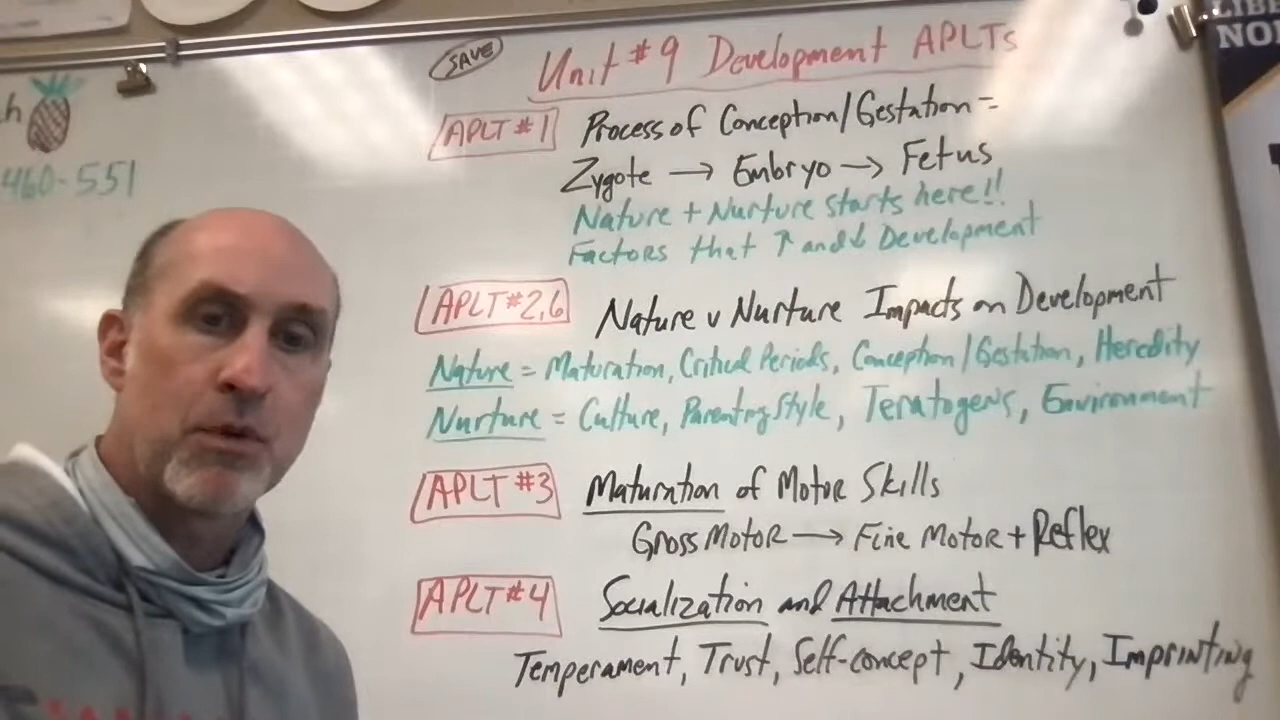 SAVE
Unit #9 Development APLTs
APLT #1 Process of Conception/Gestation =
Zygote → Embryo → Fetus
Nature + Nurture starts here!!
Factors that ↑ and ↓ Development
APLT #2,6 Nature v Nurture Impacts on Development
Nature = Maturation, Critical Periods, Conception/Gestation, Heredity
Nurture = Culture, Parenting Style, Teratogens, Environment
APLT #3 Maturation of Motor Skills
Gross Motor → Fine Motor + Reflex
APLT #4 Socialization and Attachment
Temperament, Trust, Self-concept, Identity, Imprinting
460-551